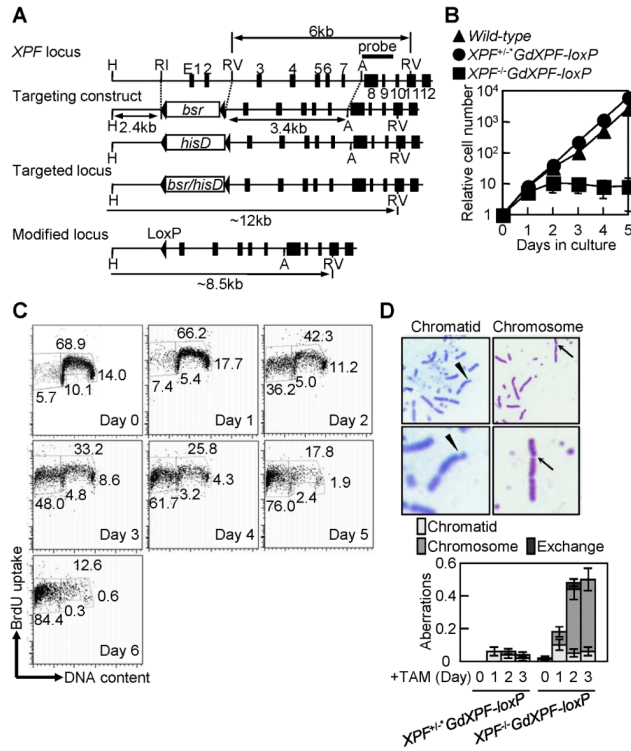 A
XPF locus
6kb
probe
H RI E1 2 RV 3 4 5 6 7 A RV
8 9 10 11 12
Targeting construct
bsr
H 2.4kb 3.4kb A RV
hisD
H A RV
Targeted locus
bsr/hisD
H RV
~12kb
Modified locus
LoxP
H A RV
~8.5kb
B
Wild-type
XPF+/-*GdXPF-loxP
XPF-/-GdXPF-loxP
Relative cell number
10⁴
10³
10²
10
1
0 1 2 3 4 5
Days in culture
C
68.9
14.0
5.7 10.1
Day 0
66.2
17.7
7.4 5.4
Day 1
42.3
11.2
36.2 5.0
Day 2
33.2
8.6
48.0 4.8
Day 3
25.8
4.3
61.7 3.2
Day 4
17.8
1.9
76.0 2.4
Day 5
12.6
0.6
84.4 0.3
Day 6
BrdU uptake
DNA content
D
Chromatid Chromosome
Chromatid
Chromosome Exchange
Aberrations
0.6
0.4
0.2
0
+TAM (Day) 0 1 2 3 0 1 2 3
XPF+/-*GdXPF-loxP
XPF-/-GdXPF-loxP